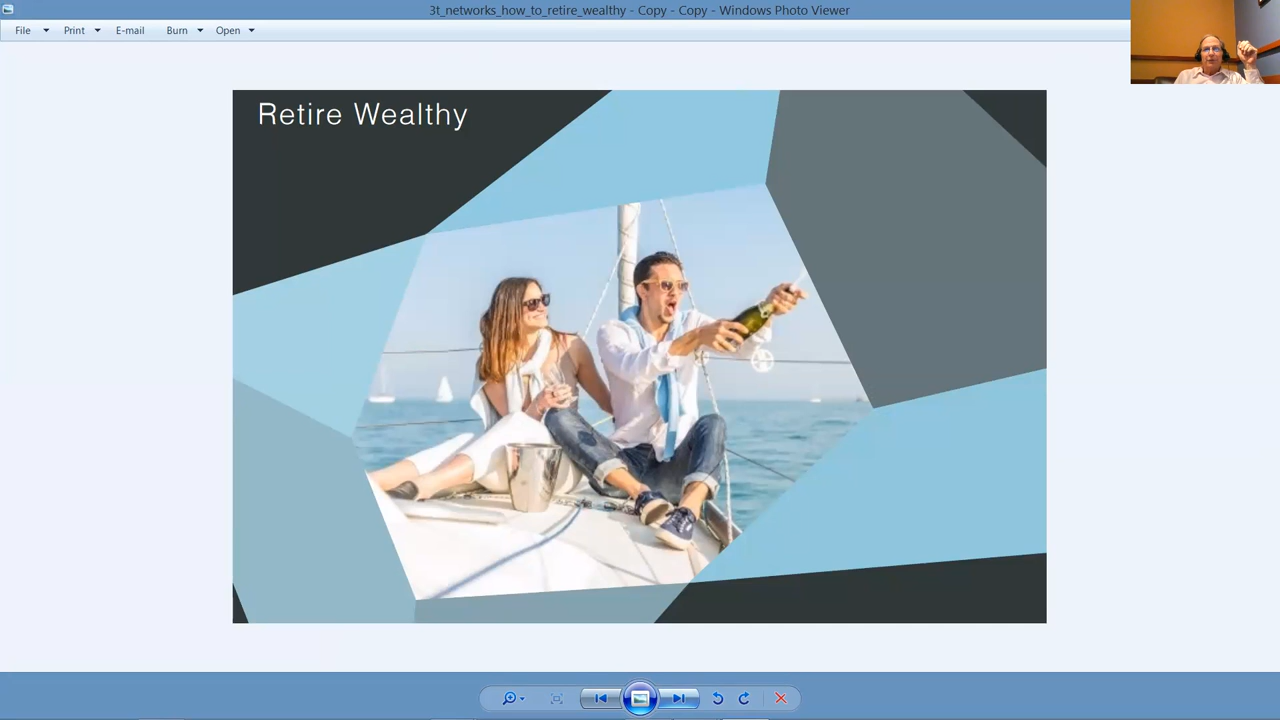 3t_networks_how_to_retire_wealthy - Copy - Copy - Windows Photo Viewer
File Print E-mail Burn Open
Retire Wealthy